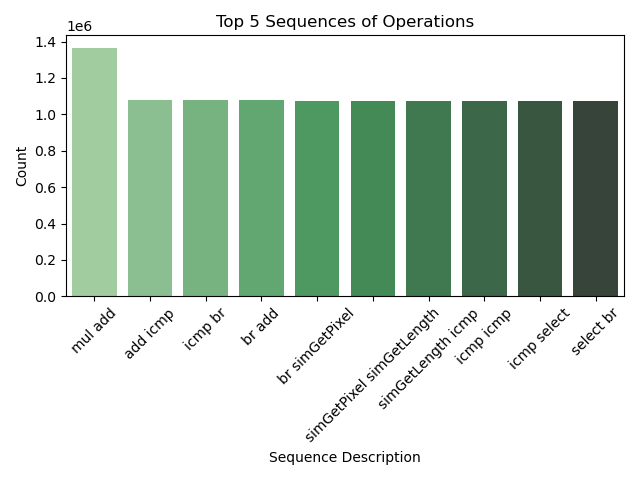 Top 5 Sequences of Operations
1e6
1.4
1.2
1.0
0.8
0.6
0.4
0.2
0.0
Count
mul add
add icmp
icmp br
br add
br simGetPixel
simGetPixel simGetLength
simGetLength icmp
icmp icmp
icmp select
select br
Sequence Description